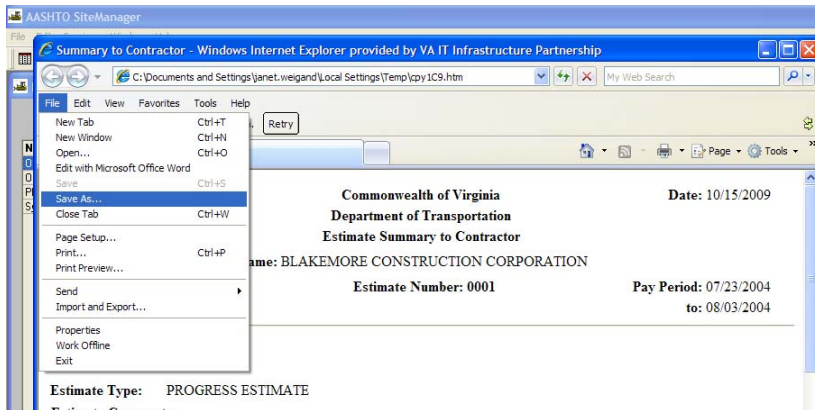 AASHTO SiteManager
File
Summary to Contractor - Windows Internet Explorer provided by VA IT Infrastructure Partnership
C:\Documents and Settings\janet.weigand\Local Settings\Temp\cpy1C9.htm
My Web Search
File Edit View Favorites Tools Help
New Tab Ctrl+T
New Window Ctrl+N
Open... Ctrl+O
Edit with Microsoft Office Word
Save Ctrl+S
Save As...
Close Tab Ctrl+W
Page Setup...
Print... Ctrl+P
Print Preview...
Send
Import and Export...
Properties
Work Offline
Exit
Retry
Page Tools
Commonwealth of Virginia Date: 10/15/2009
Department of Transportation
Estimate Summary to Contractor
ame: BLAKEMORE CONSTRUCTION CORPORATION
Estimate Number: 0001 Pay Period: 07/23/2004
to: 08/03/2004
Estimate Type: PROGRESS ESTIMATE